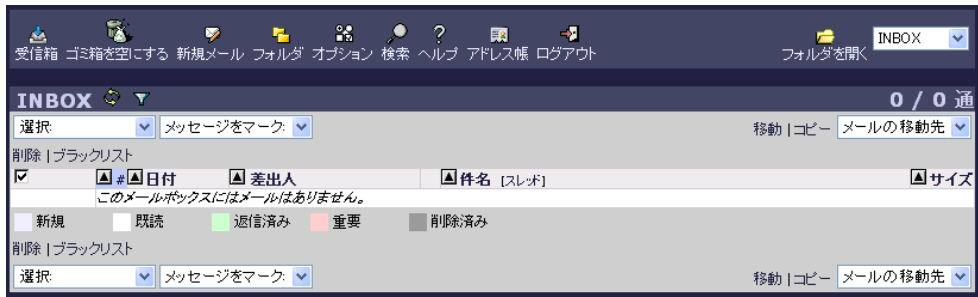 受信箱 ゴミ箱を空にする 新規メール フォルダ オプション 検索 ヘルプ アドレス帳 ログアウト フォルダを開く INBOX
INBOX 0 / 0 通
選択: メッセージをマーク: 移動 | コピー メールの移動先
削除 | ブラックリスト
# 日付 差出人 件名 [スレッド] サイズ
このメールボックスにはメールはありません。
新規 既読 返信済み 重要 削除済み
削除 | ブラックリスト
選択: メッセージをマーク: 移動 | コピー メールの移動先